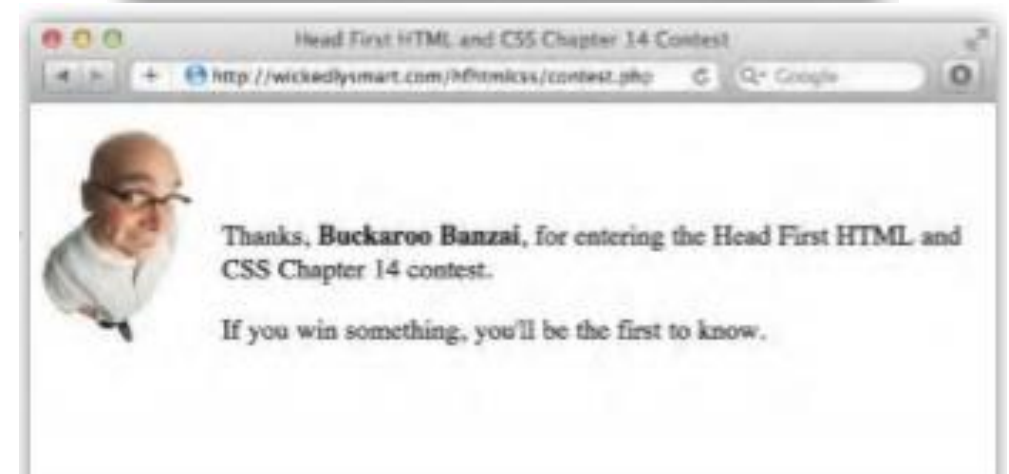 Head First HTML and CSS Chapter 14 Contest
http://wickedlysmart.com/hfhtmlcss/contest.php
Google
Thanks, Buckaroo Banzai, for entering the Head First HTML and
CSS Chapter 14 contest.
If you win something, you'll be the first to know.